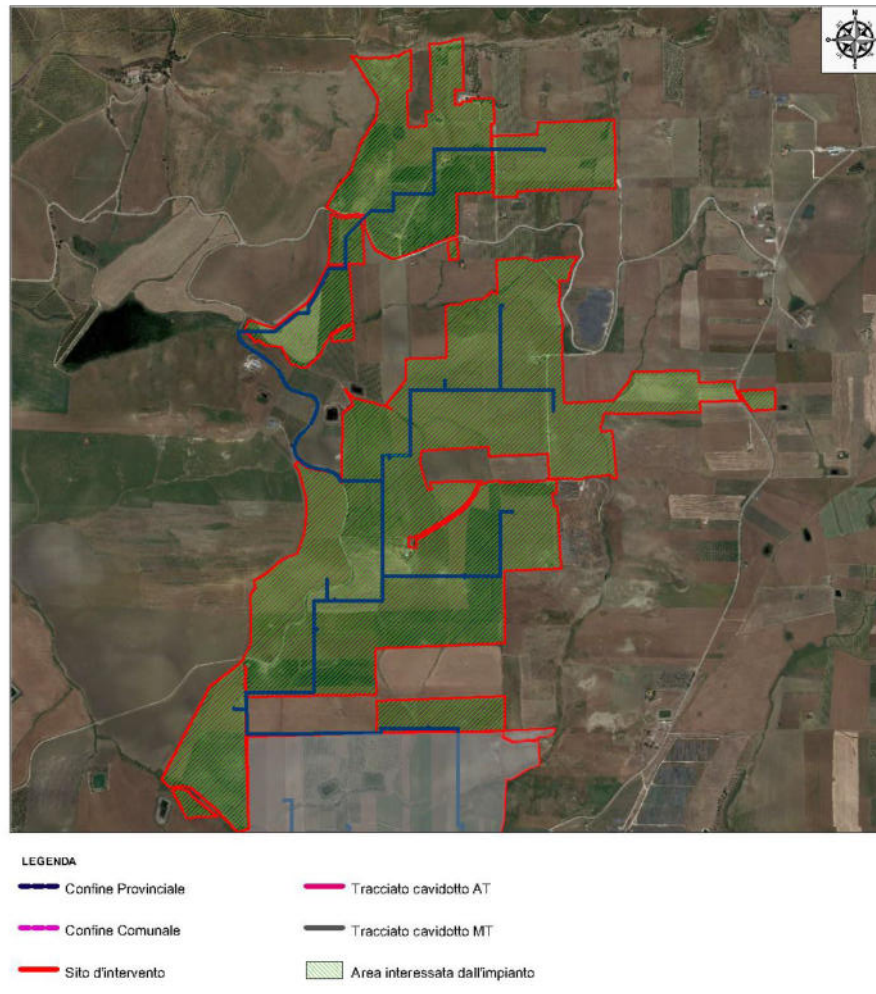 N
O
LEGENDA
Confine Provinciale
Tracciato cavidotto AT
Confine Comunale
Tracciato cavidotto MT
Sito d'intervento
Area interessata dall'impianto